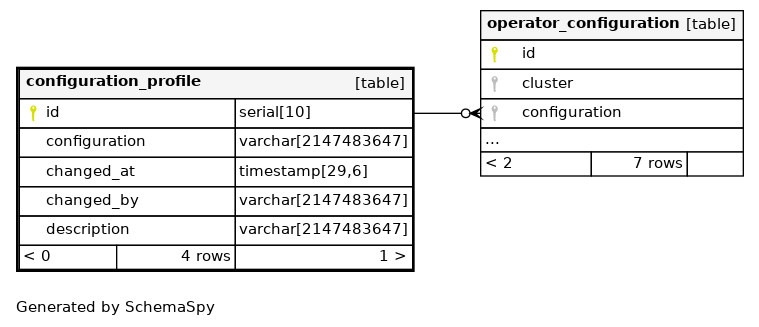 operator_configuration [table]
id
cluster
configuration
...
< 2 7 rows
configuration_profile [table]
id serial[10]
configuration varchar[2147483647]
changed_at timestamp[29,6]
changed_by varchar[2147483647]
description varchar[2147483647]
< 0 4 rows 1 >
Generated by SchemaSpy